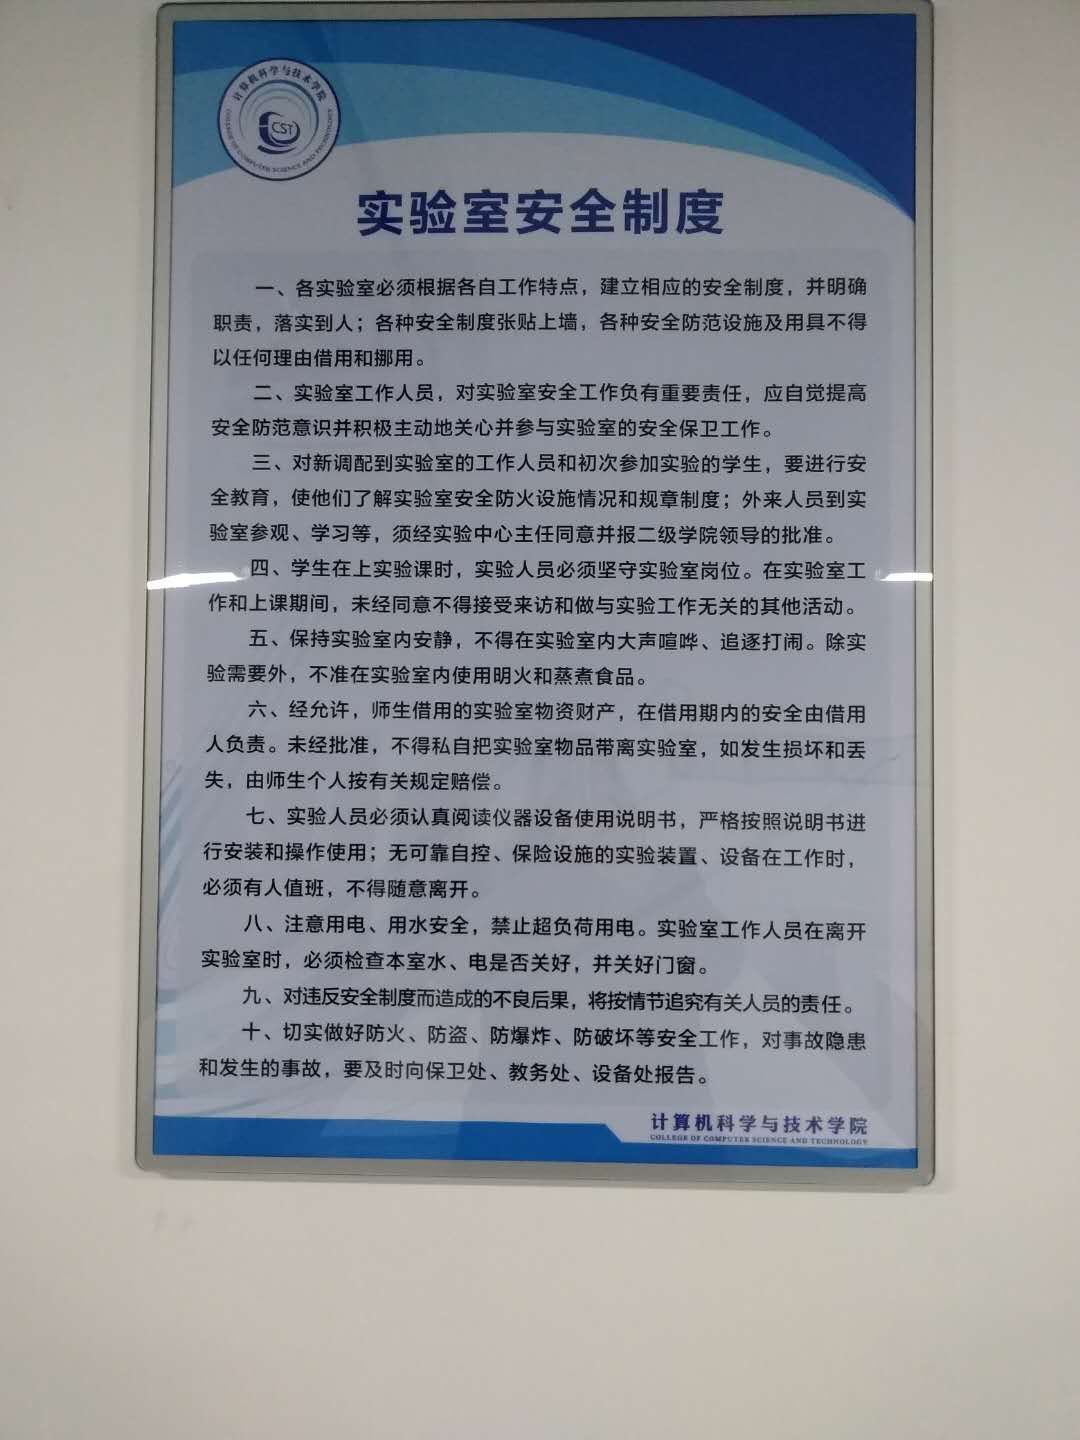 计算机科学与技术学院
COLLEGE OF COMPUTER SCIENCE AND TECHNOLOGY
CST
实验室安全制度
一、各实验室必须根据各自工作特点，建立相应的安全制度，并明确
职责，落实到人；各种安全制度张贴上墙，各种安全防范设施及用具不得
以任何理由借用和挪用。
二、实验室工作人员，对实验室安全工作负有重要责任，应自觉提高
安全防范意识并积极主动地关心并参与实验室的安全保卫工作。
三、对新调配到实验室的工作人员和初次参加实验的学生，要进行安
全教育，使他们了解实验室安全防火设施情况和规章制度；外来人员到实
验室参观、学习等，须经实验中心主任同意并报二级学院领导的批准。
四、学生在上实验课时，实验人员必须坚守实验室岗位。在实验室工
作和上课期间，未经同意不得接受来访和做与实验工作无关的其他活动。
五、保持实验室内安静，不得在实验室内大声喧哗、追逐打闹。除实
验需要外，不准在实验室内使用明火和蒸煮食品。
六、经允许，师生借用的实验室物资财产，在借用期内的安全由借用
人负责。未经批准，不得私自把实验室物品带离实验室，如发生损坏和丢
失，由师生个人按有关规定赔偿。
七、实验人员必须认真阅读仪器设备使用说明书，严格按照说明书进
行安装和操作使用；无可靠自控、保险设施的实验装置、设备在工作时，
必须有人值班，不得随意离开。
八、注意用电、用水安全，禁止超负荷用电。实验室工作人员在离开
实验室时，必须检查本室水、电是否关好，并关好门窗。
九、对违反安全制度而造成的不良后果，将按情节追究有关人员的责任。
十、切实做好防火、防盗、防爆炸、防破坏等安全工作，对事故隐患
和发生的事故，要及时向保卫处、教务处、设备处报告。
计算机科学与技术学院
COLLEGE OF COMPUTER SCIENCE AND TECHNOLOGY